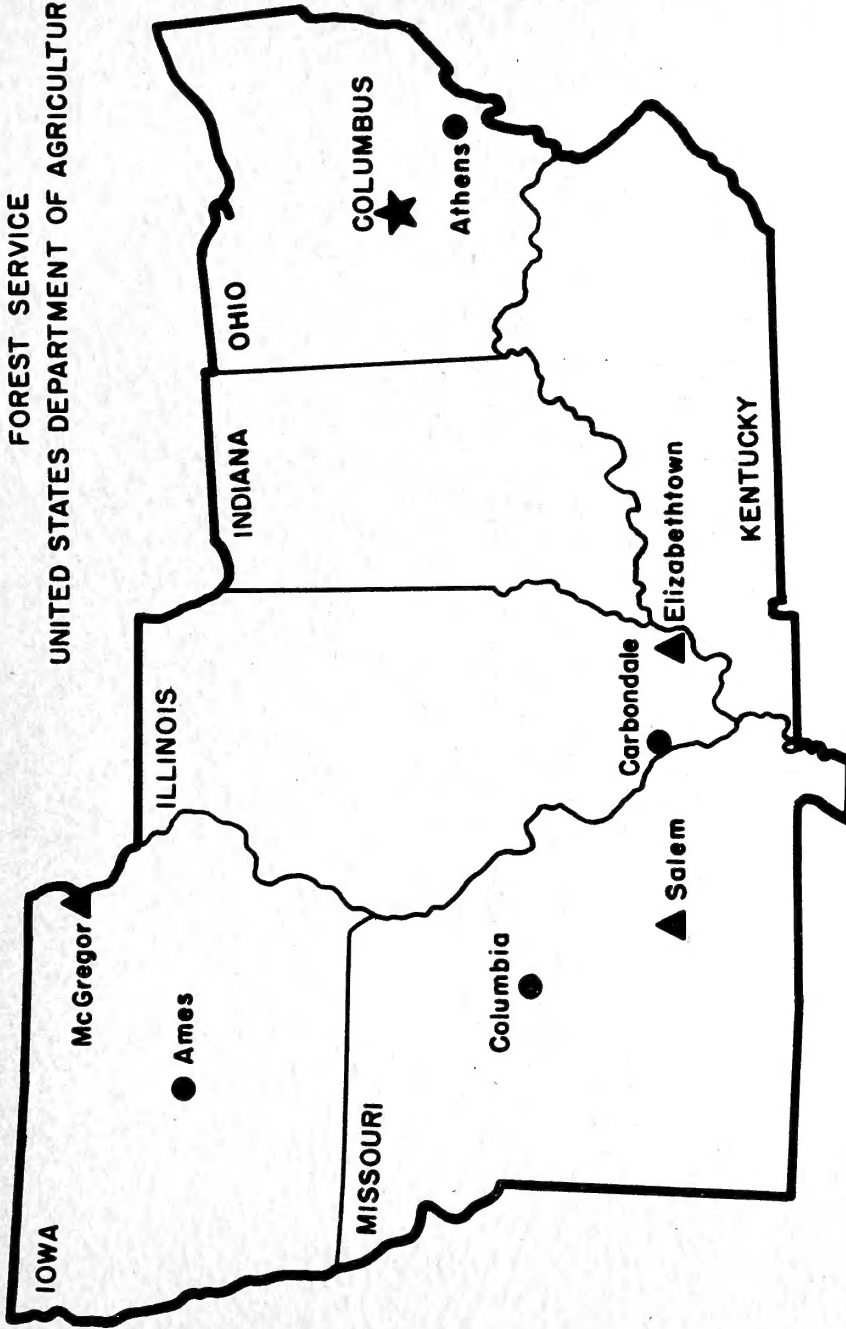 FOREST SERVICE
UNITED STATES DEPARTMENT OF AGRICULTUR
IOWA
McGregor
Ames
ILLINOIS
INDIANA
OHIO
COLUMBUS
Athens
MISSOURI
Columbia
Salem
Carbondale
Elizabethtown
KENTUCKY